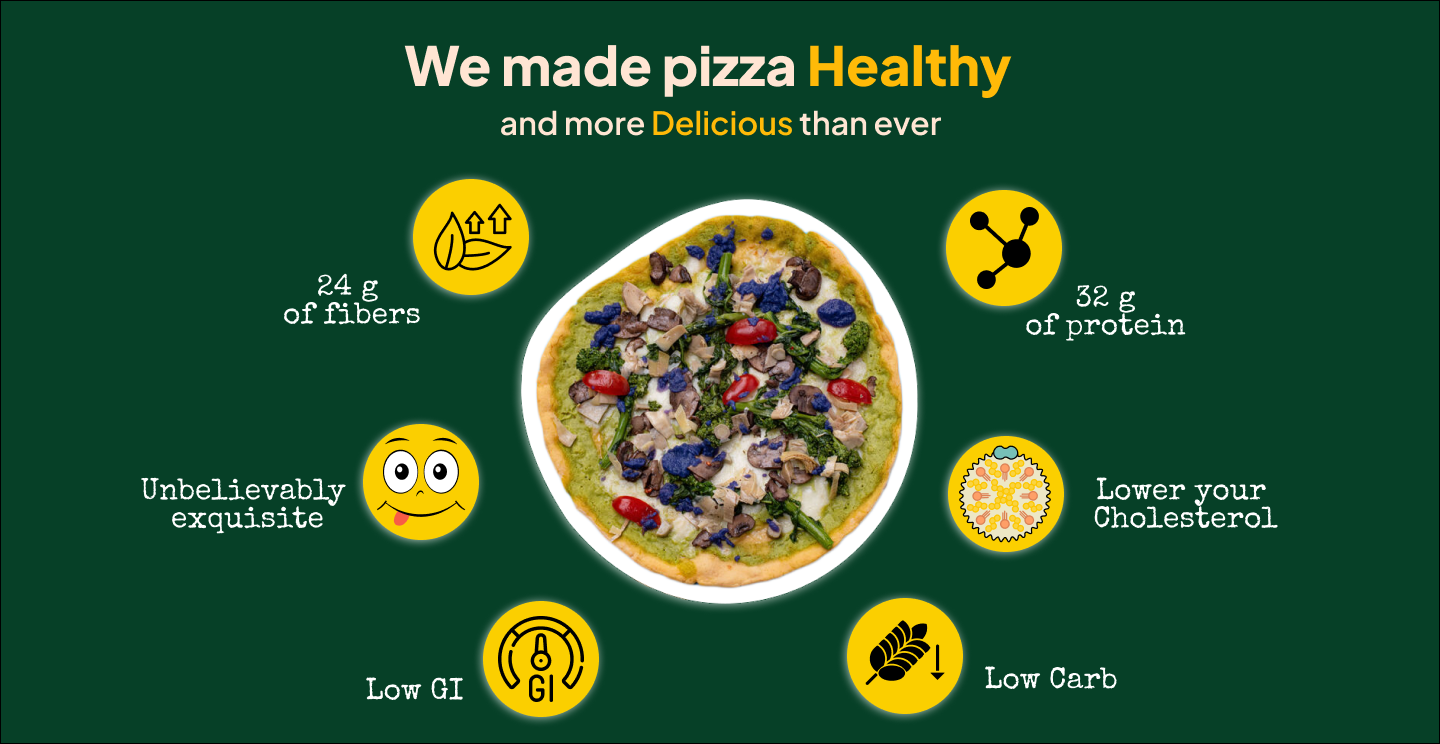 We made pizza Healthy
and more Delicious than ever
24 g
of fibers
32 g
of protein
Unbelievably
exquisite
Lower your
Cholesterol
Low GI
GI
Low Carb